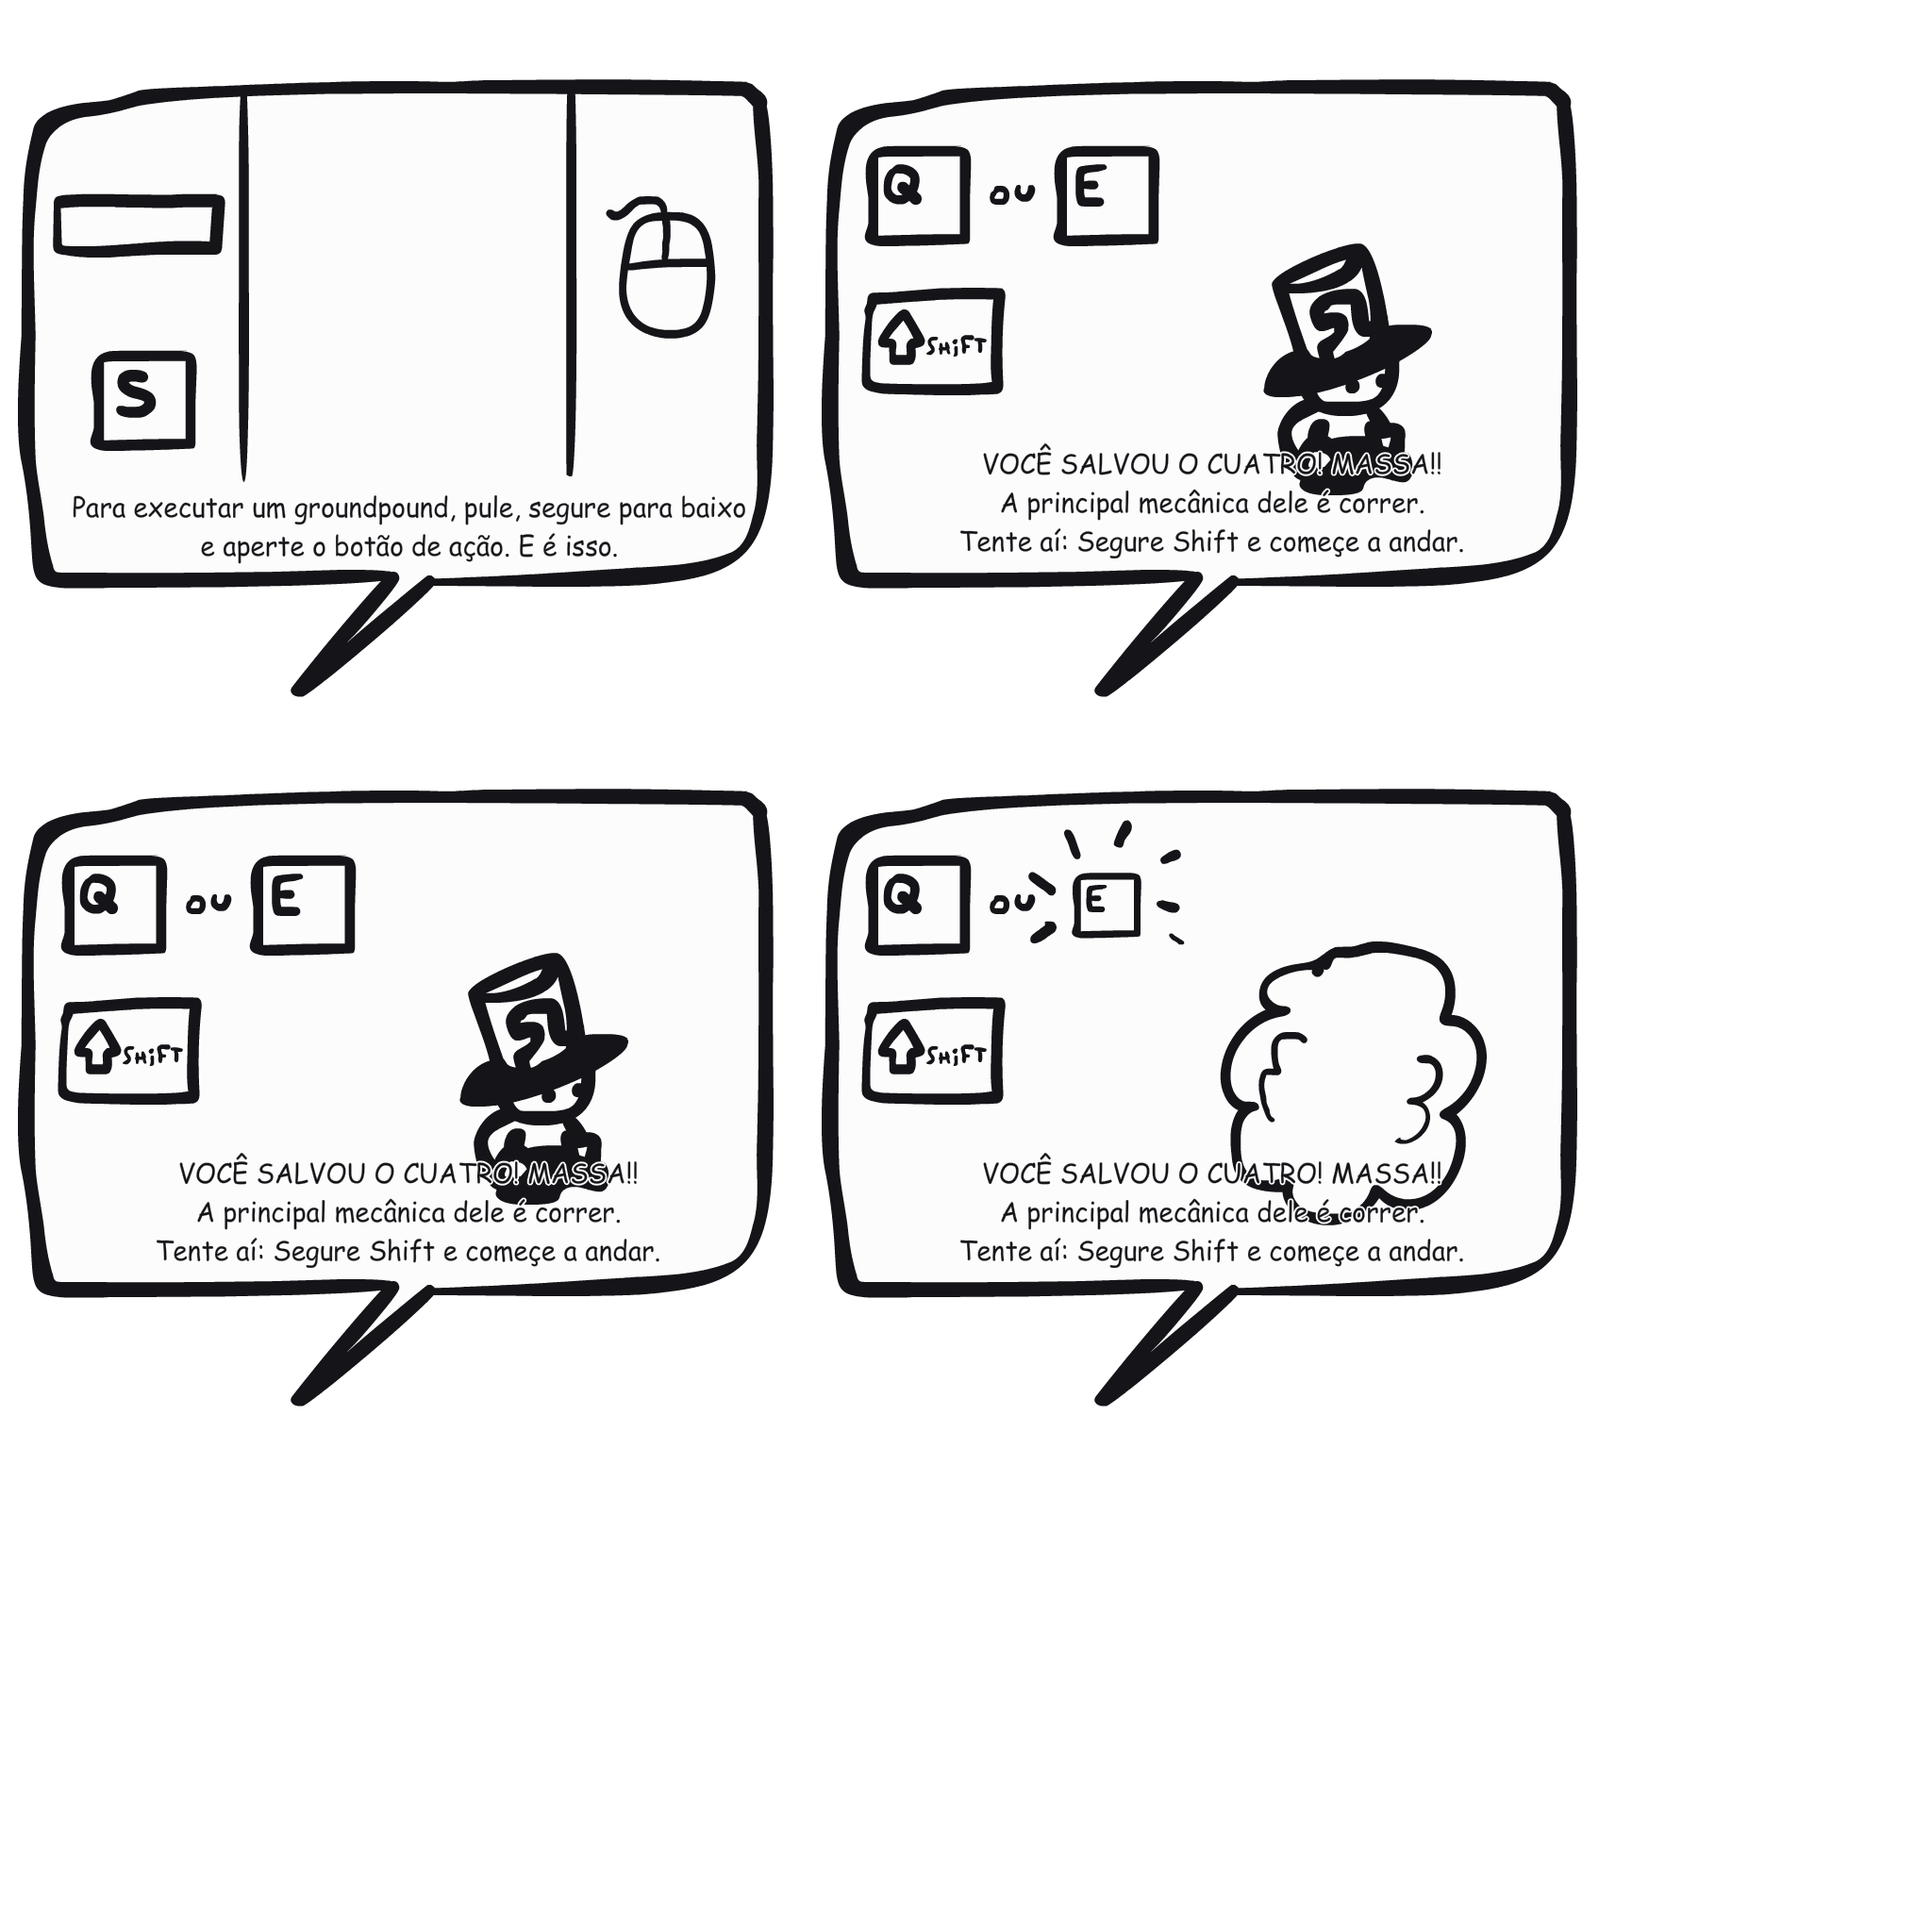 S
Para executar um groundpound, pule, segure para baixo
e aperte o botão de ação. E é isso.
Q ou E
SHiFT
VOCÊ SALVOU O CUATRO! MASSA!!
A principal mecânica dele é correr.
Tente aí: Segure Shift e começe a andar.
Q ou E
SHiFT
VOCÊ SALVOU O CUATRO! MASSA!!
A principal mecânica dele é correr.
Tente aí: Segure Shift e começe a andar.
Q ou E
SHiFT
VOCÊ SALVOU O CUATRO! MASSA!!
A principal mecânica dele é correr.
Tente aí: Segure Shift e começe a andar.